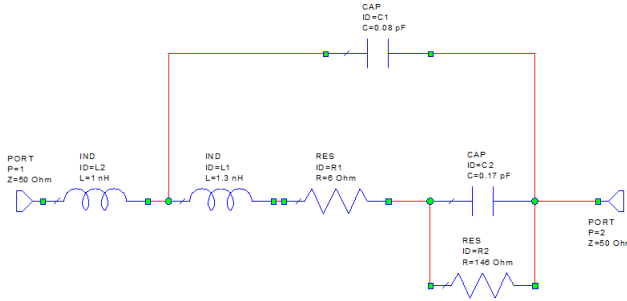 CAP
ID=C1
C=0.08 pF
PORT
P=1
Z=50 Ohm
IND
ID=L2
L=1 nH
IND
ID=L1
L=1.3 nH
RES
ID=R1
R=6 Ohm
CAP
ID=C2
C=0.17 pF
PORT
P=2
Z=50 Ohm
RES
ID=R2
R=146 Ohm